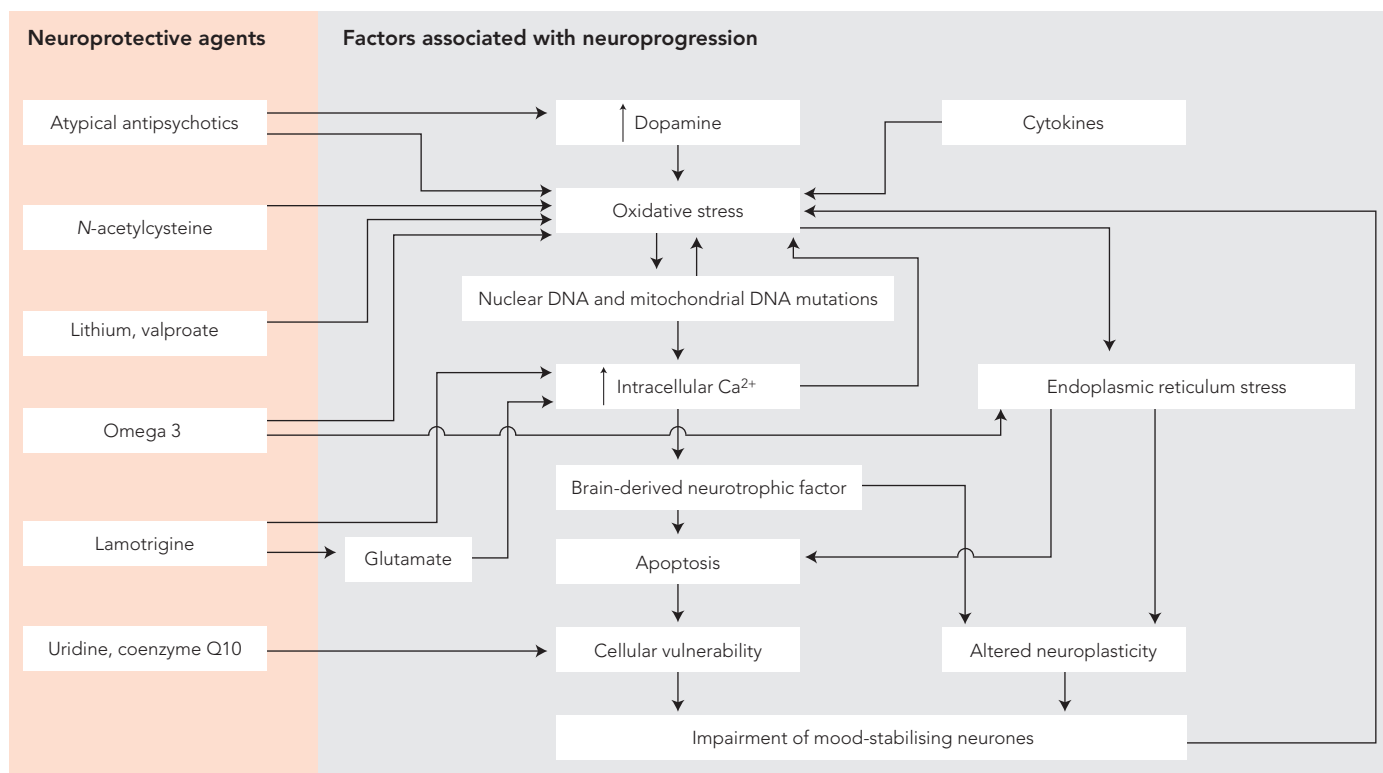 Neuroprotective agents
Factors associated with neuroprogression
Atypical antipsychotics
Dopamine
Cytokines
N-acetylcysteine
Oxidative stress
Nuclear DNA and mitochondrial DNA mutations
Lithium, valproate
Intracellular Ca2+
Endoplasmic reticulum stress
Omega 3
Brain-derived neurotrophic factor
Lamotrigine
Glutamate
Apoptosis
Uridine, coenzyme Q10
Cellular vulnerability
Altered neuroplasticity
Impairment of mood-stabilising neurones